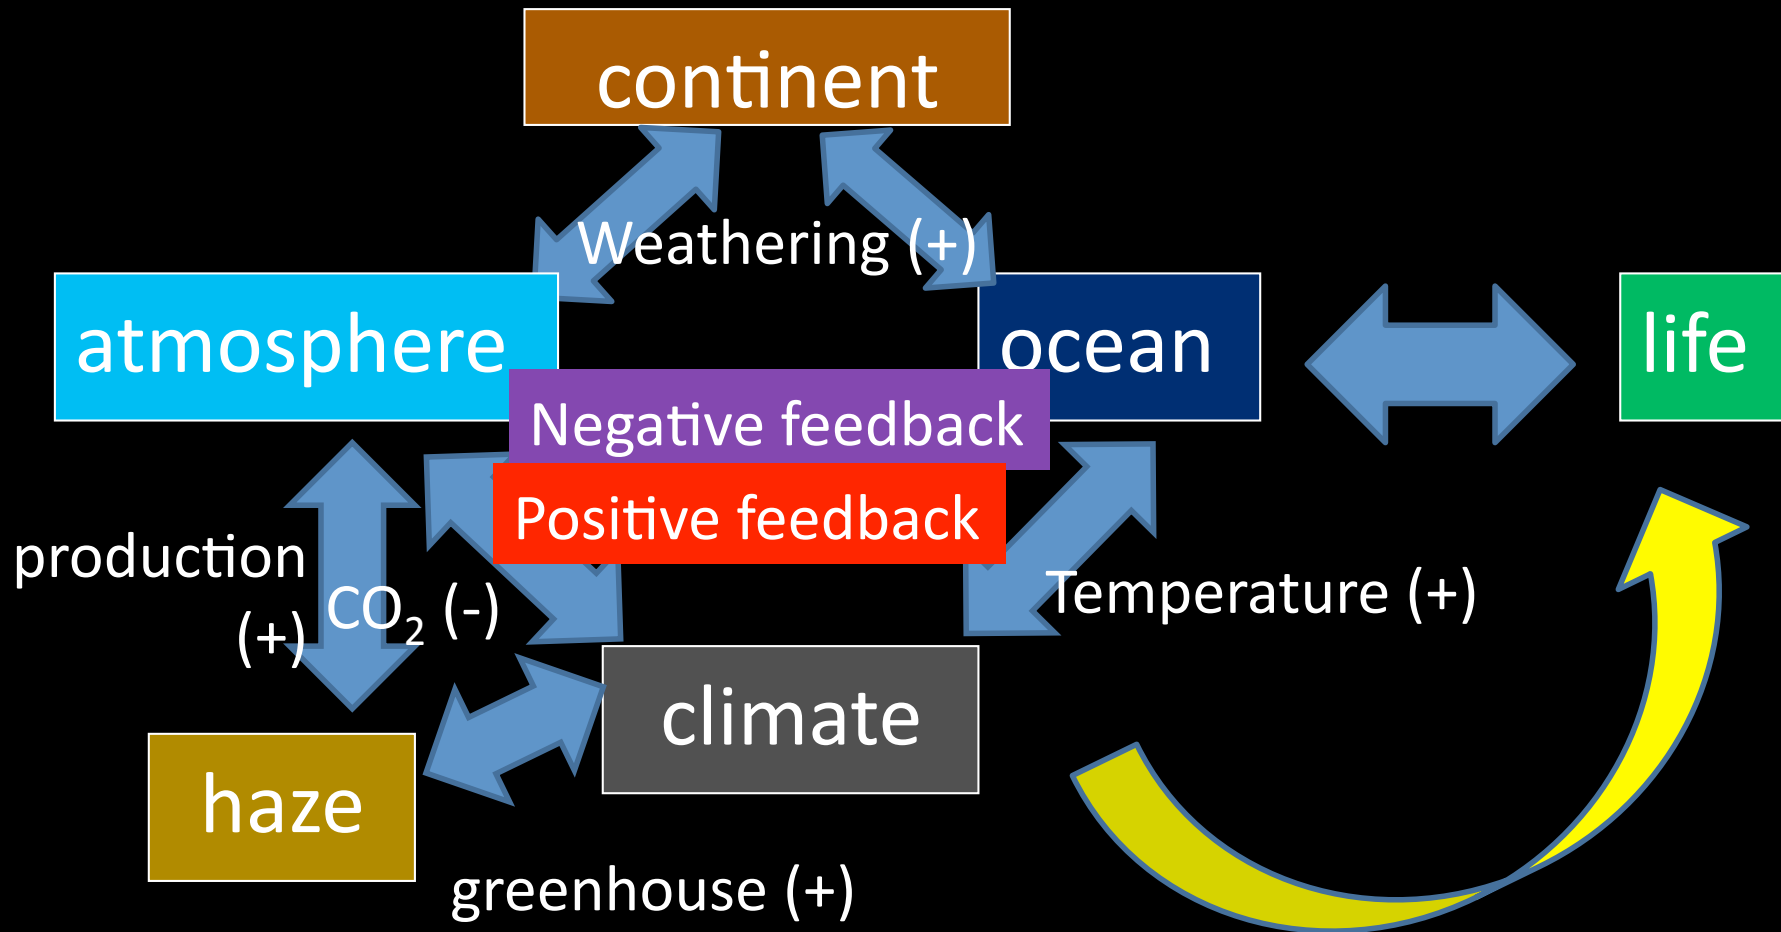 continent
Weathering (+)
atmosphere
ocean
life
Negative feedback
Positive feedback
production
(+)
CO₂ (-)
Temperature (+)
climate
haze
greenhouse (+)